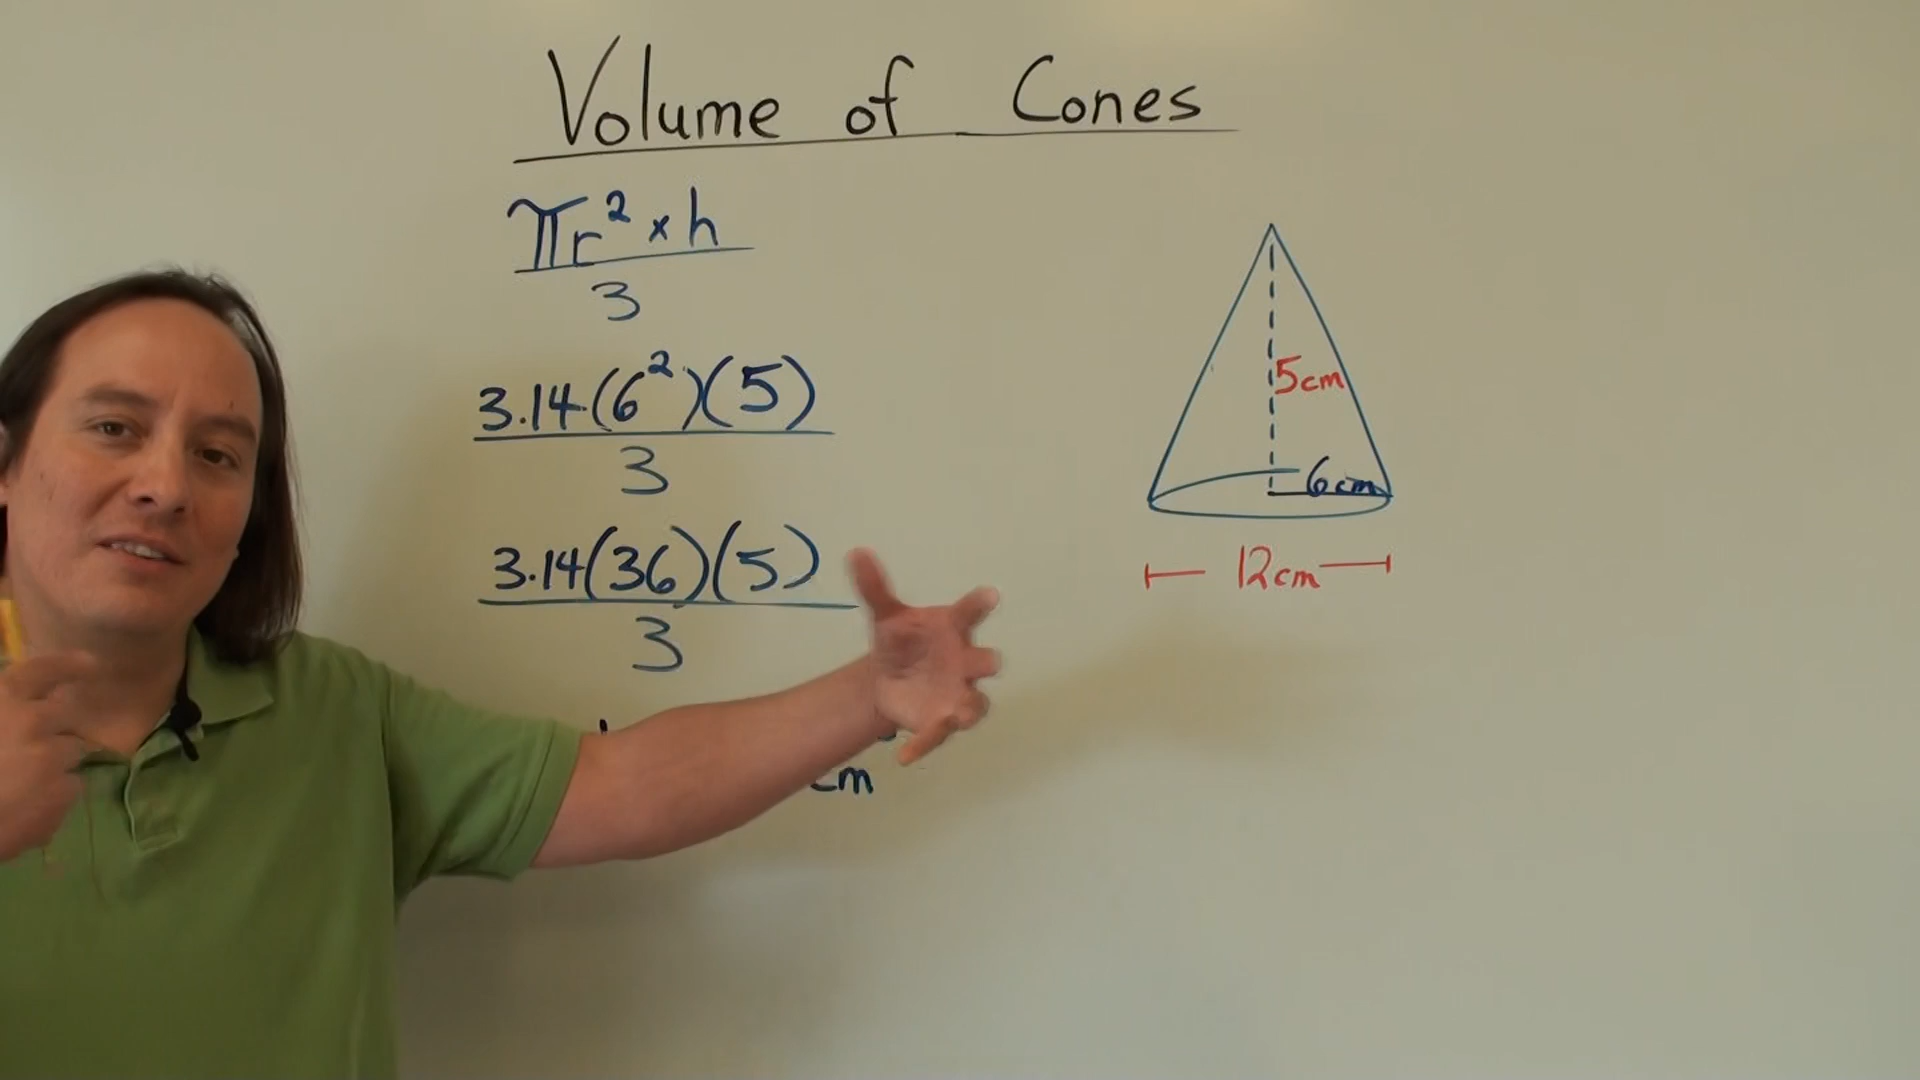 Volume of Cones
πr² × h
3
3.14(6²)(5)
3
3.14(36)(5)
3
cm
5cm
6cm
12cm